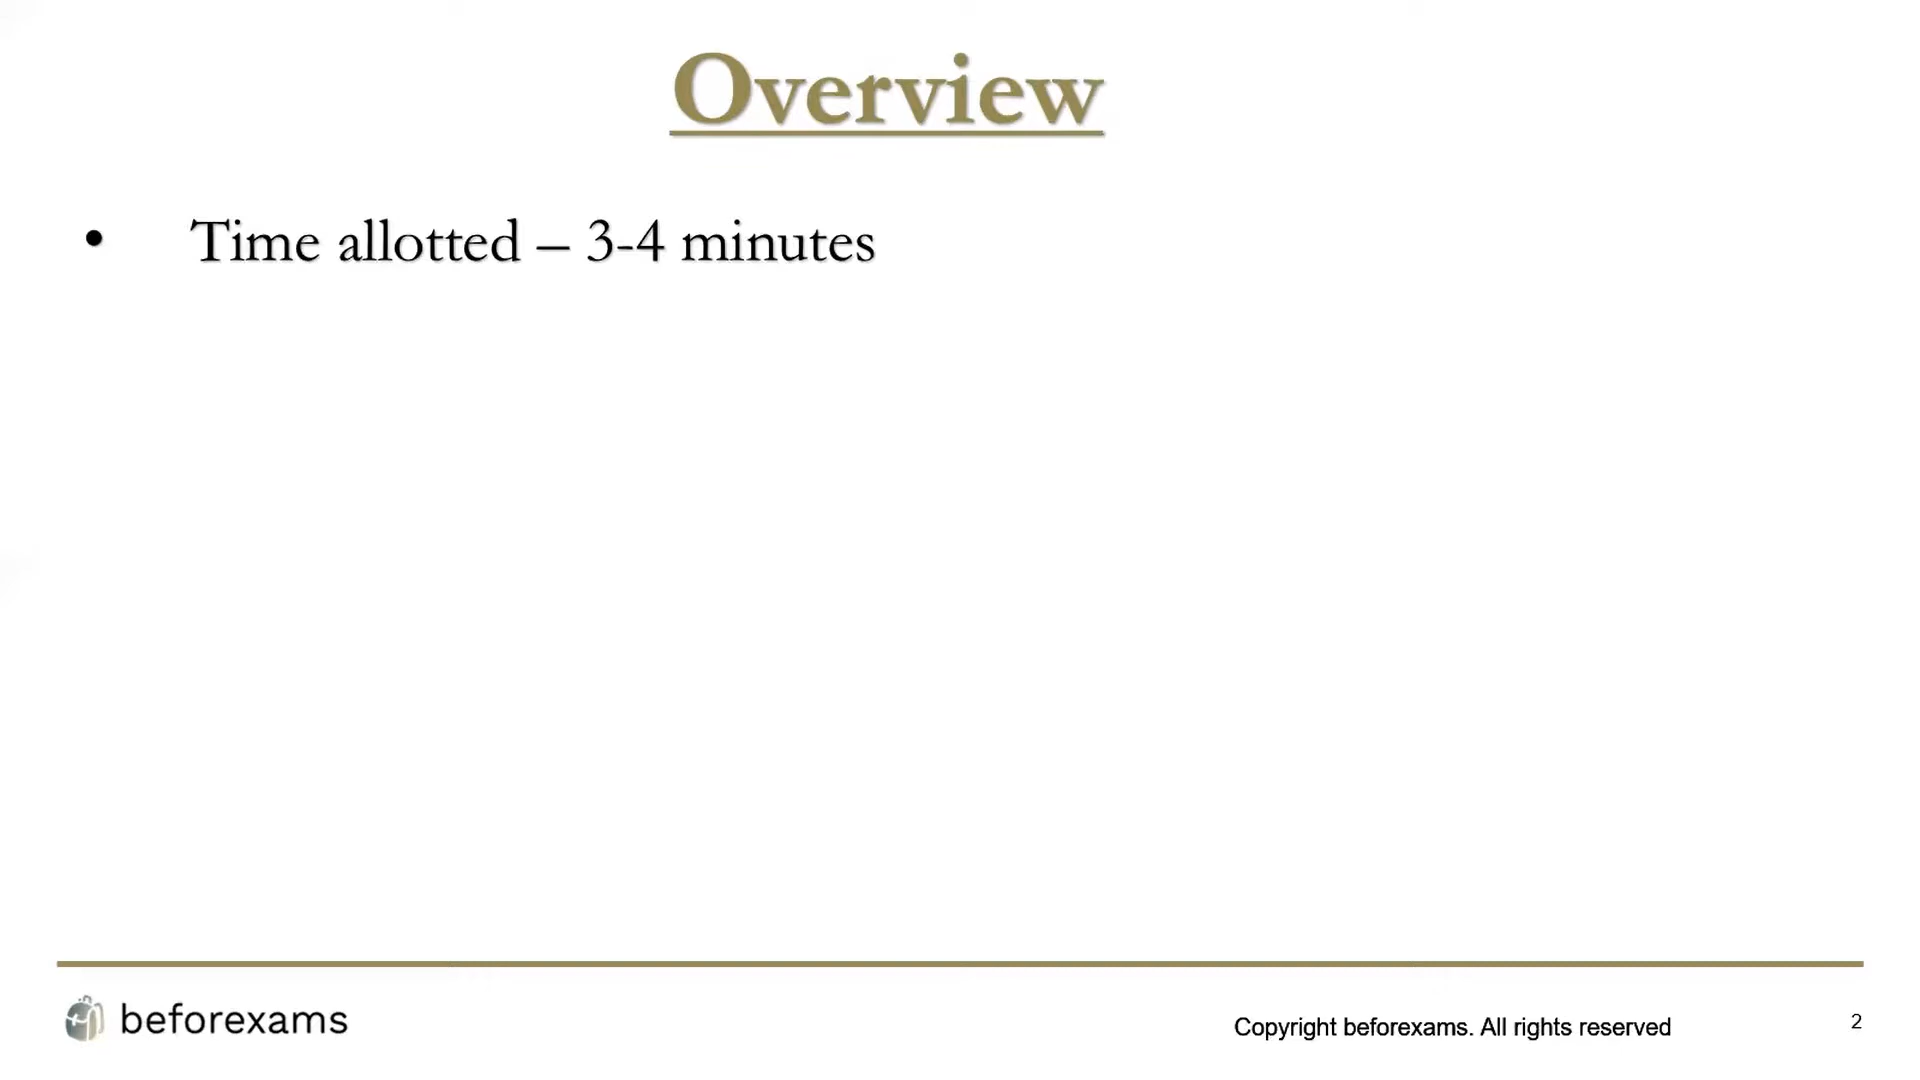 Overview
• Time allotted – 3-4 minutes
beforexams
Copyright beforexams. All rights reserved
2